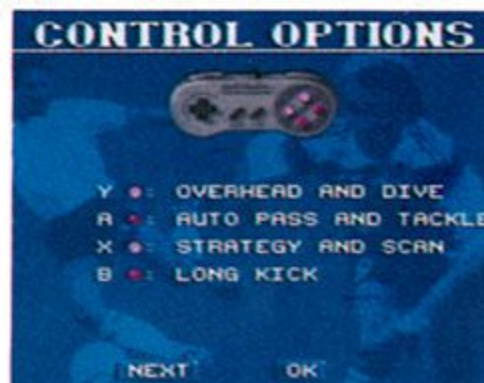 CONTROL OPTIONS
Y : OVERHEAD AND DIVE
A : AUTO PASS AND TACKLE
X : STRATEGY AND SCAN
B : LONG KICK
NEXT OK